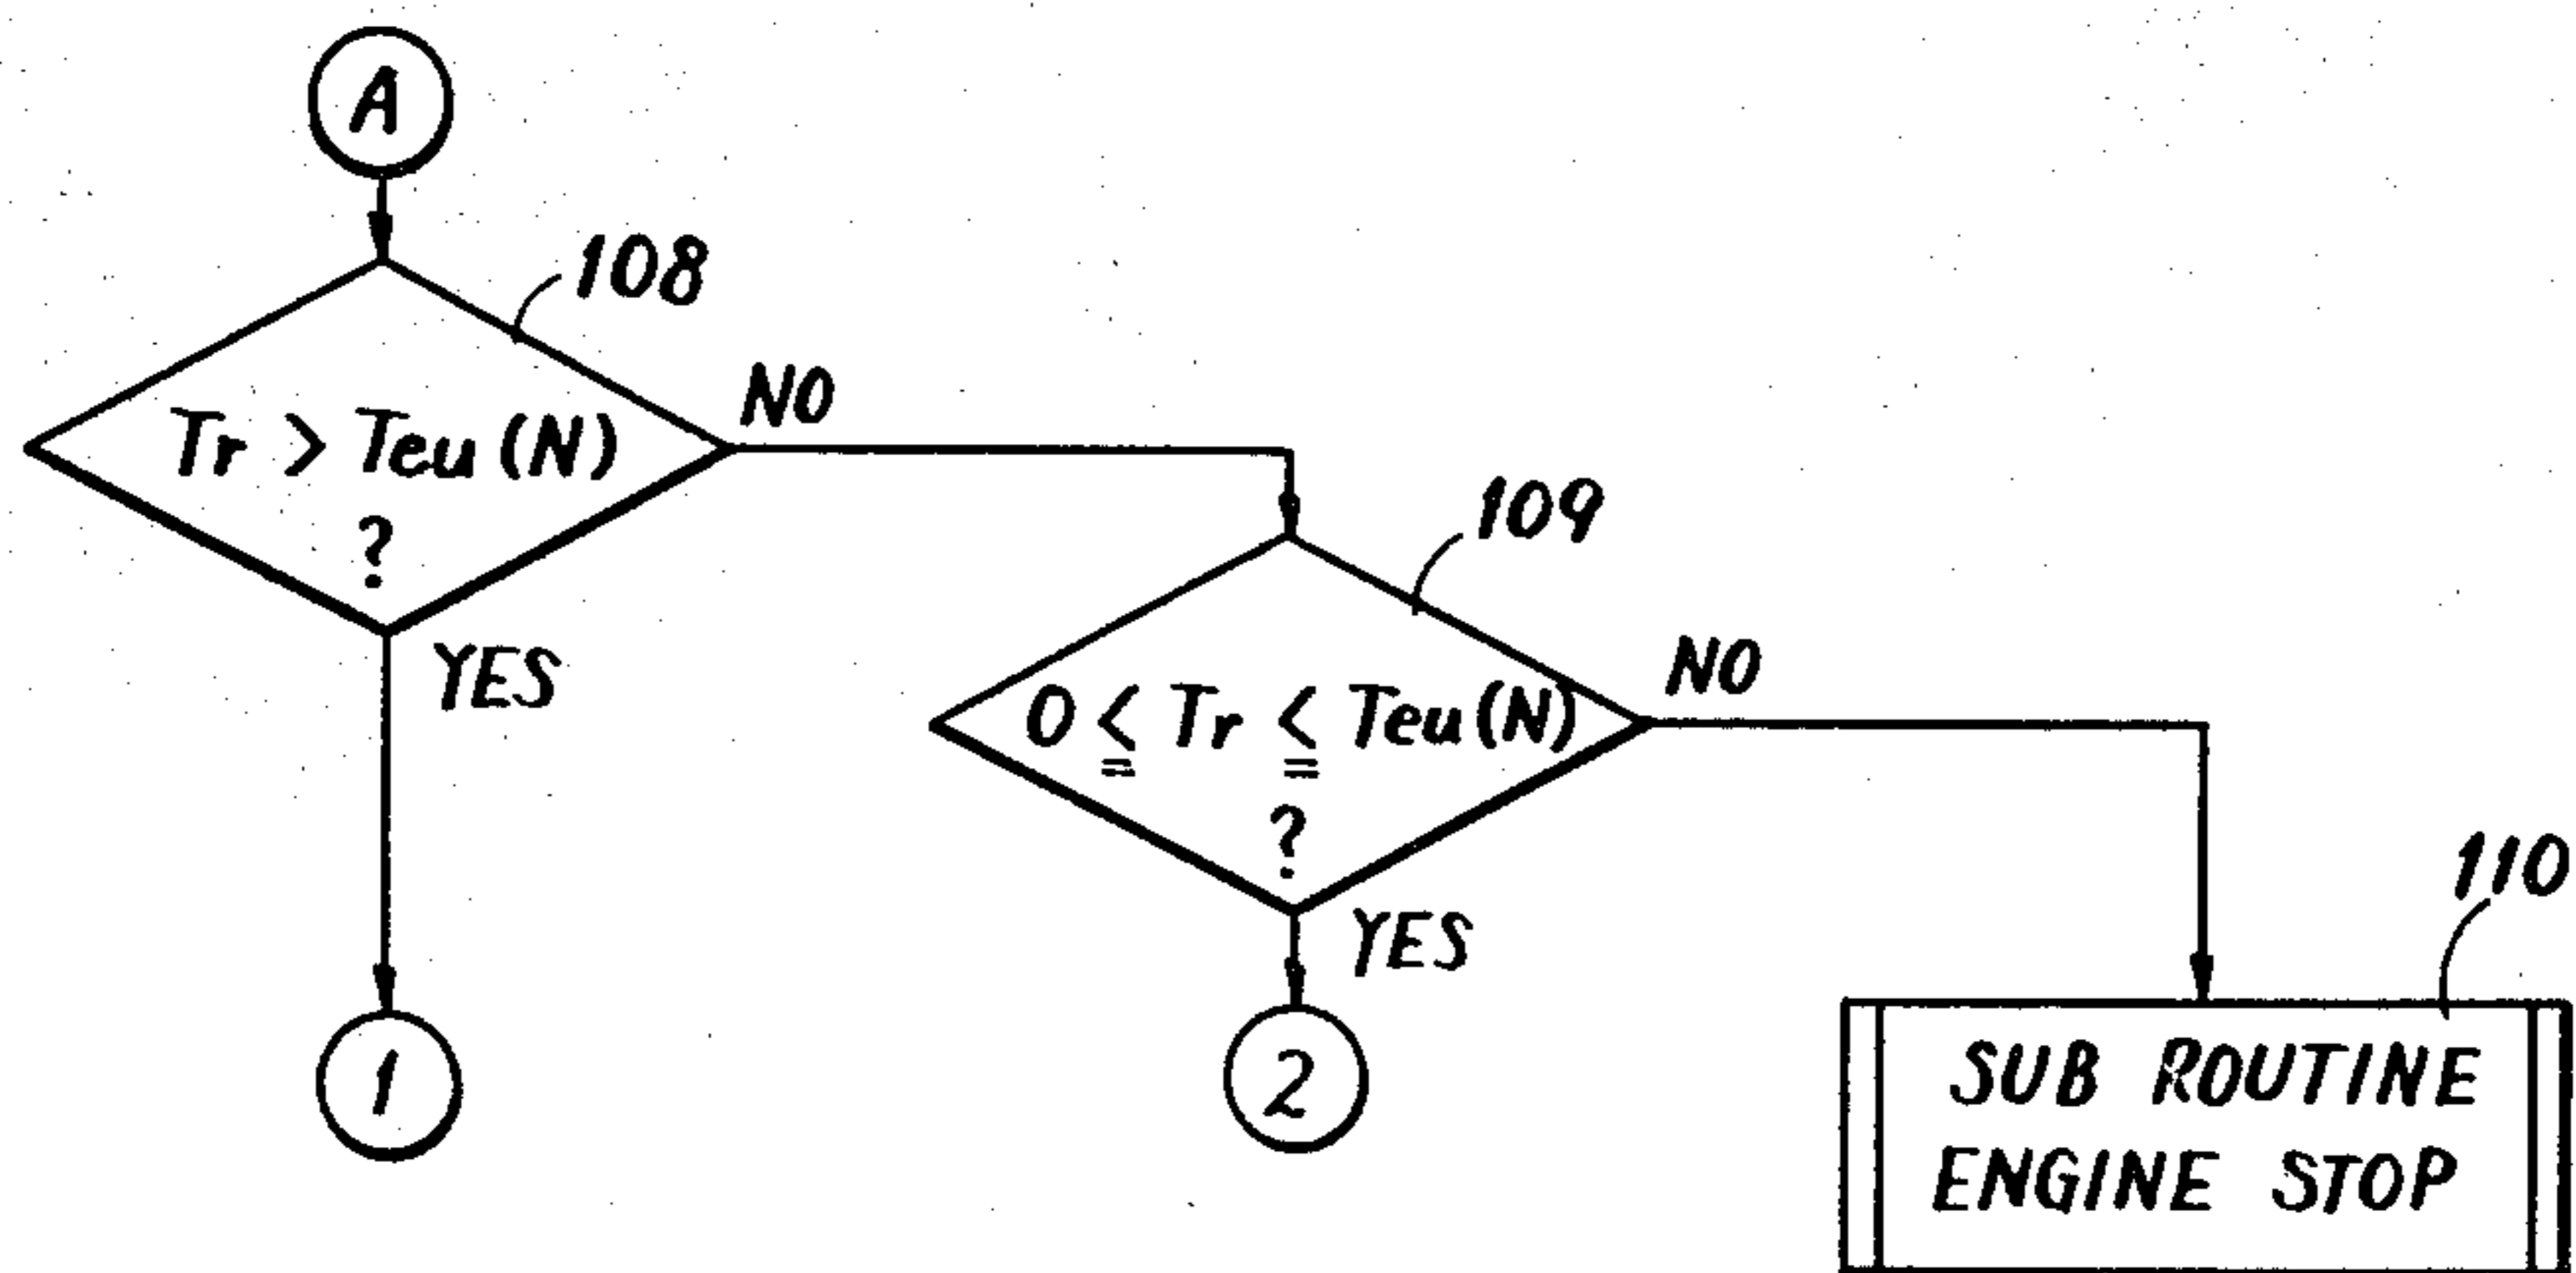 A
108
Tr > Teu (N)
?
NO
YES
109
0 ≦ Tr ≦ Teu (N)
?
NO
YES
110
1
2
SUB ROUTINE
ENGINE STOP